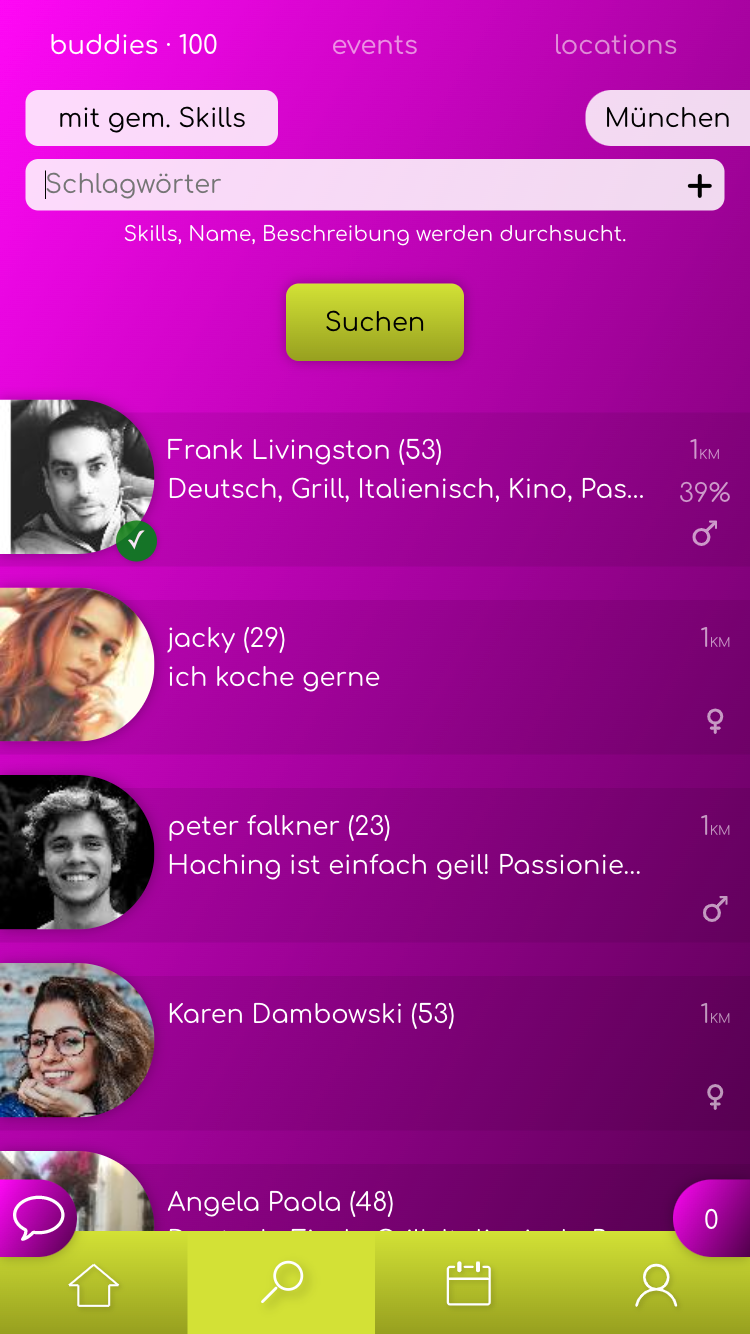 buddies · 100 events locations
mit gem. Skills München
Schlagwörter
Skills, Name, Beschreibung werden durchsucht.
Suchen
Frank Livingston (53) 1KM
Deutsch, Grill, Italienisch, Kino, Pas... 39%
jacky (29) 1KM
ich koche gerne
peter falkner (23) 1KM
Haching ist einfach geil! Passionie...
Karen Dambowski (53) 1KM
Angela Paola (48)
0